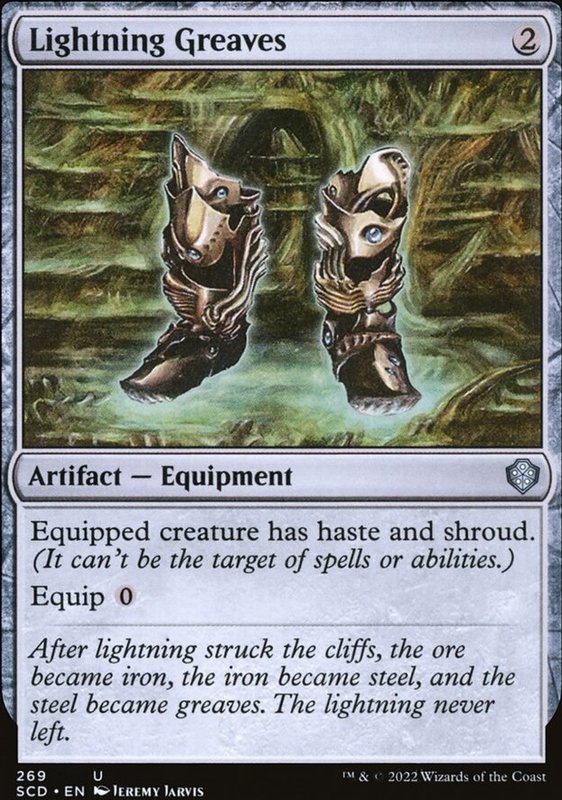 Lightning Greaves 2
Artifact — Equipment
Equipped creature has haste and shroud.
(It can't be the target of spells or abilities.)
Equip 0
After lightning struck the cliffs, the ore
became iron, the iron became steel, and the
steel became greaves. The lightning never
left.
269 U
SCD • EN JEREMY JARVIS
™ & © 2022 Wizards of the Coast